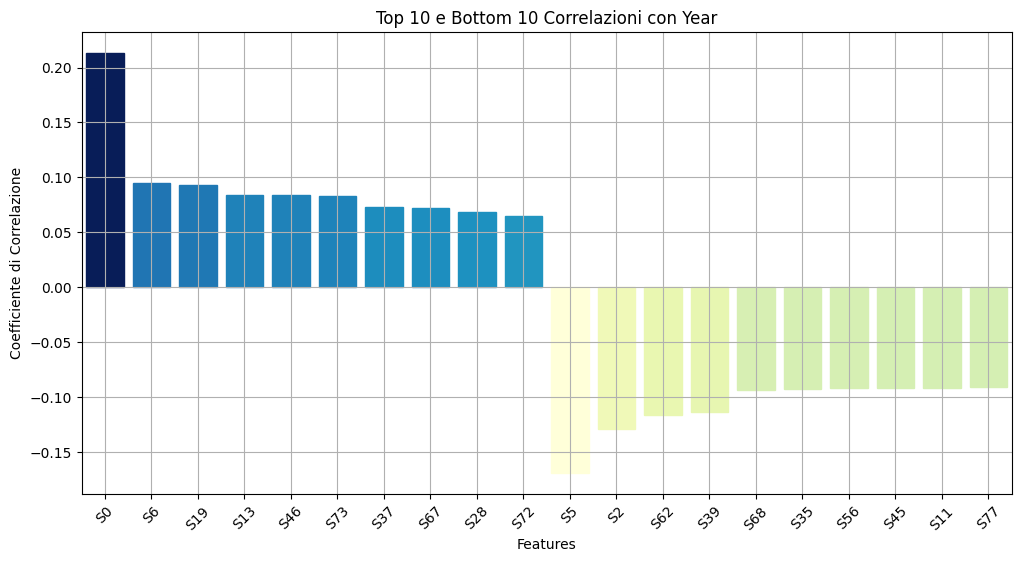 Top 10 e Bottom 10 Correlazioni con Year
Coefficiente di Correlazione
0.20
0.15
0.10
0.05
0.00
−0.05
−0.10
−0.15
S0 S6 S19 S13 S46 S73 S37 S67 S28 S72 S5 S2 S62 S39 S68 S35 S56 S45 S11 S77
Features